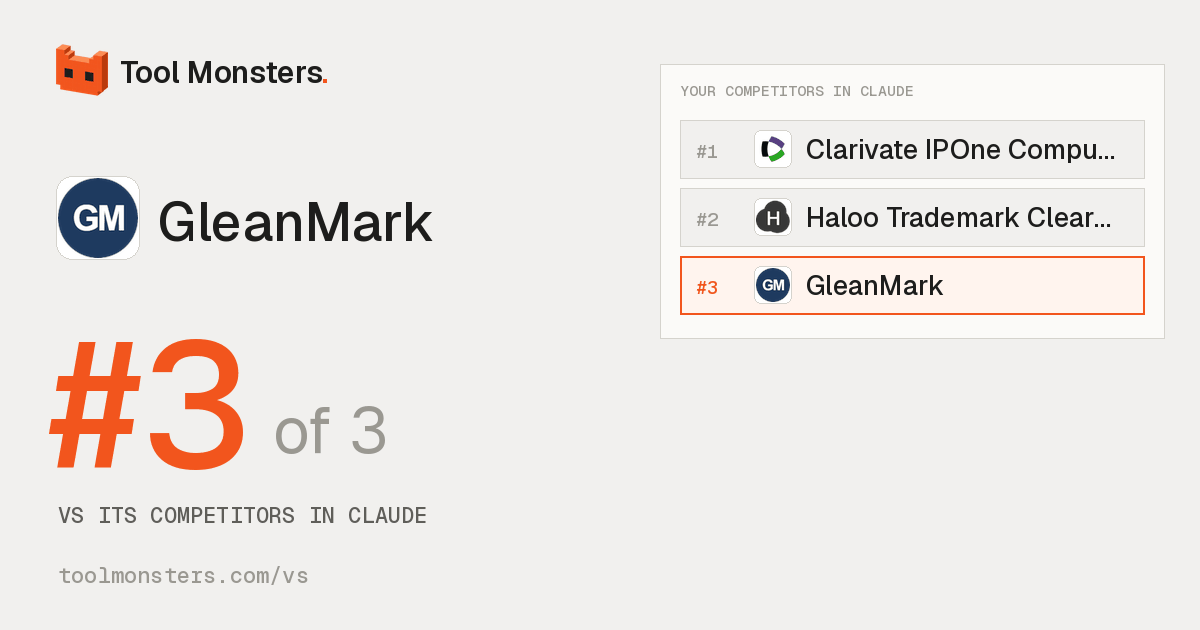 Tool Monsters.
GM
GleanMark
#3 of 3
VS ITS COMPETITORS IN CLAUDE
toolmonsters.com/vs
YOUR COMPETITORS IN CLAUDE
#1 Clarivate IPOne Compu...
#2 H Haloo Trademark Clear...
#3 GM GleanMark